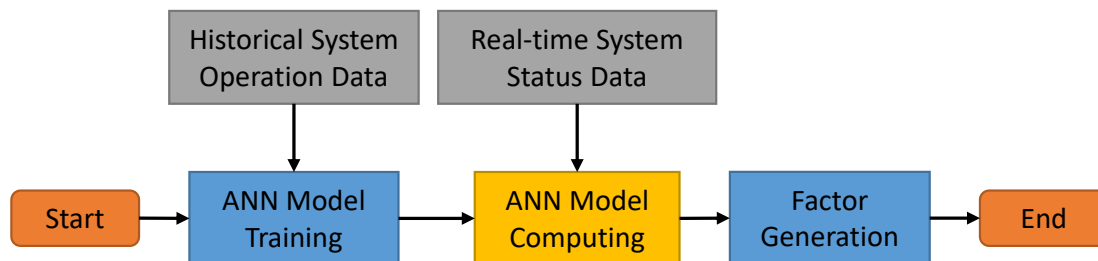 Historical System
Operation Data
Real-time System
Status Data
Start
ANN Model
Training
ANN Model
Computing
Factor
Generation
End